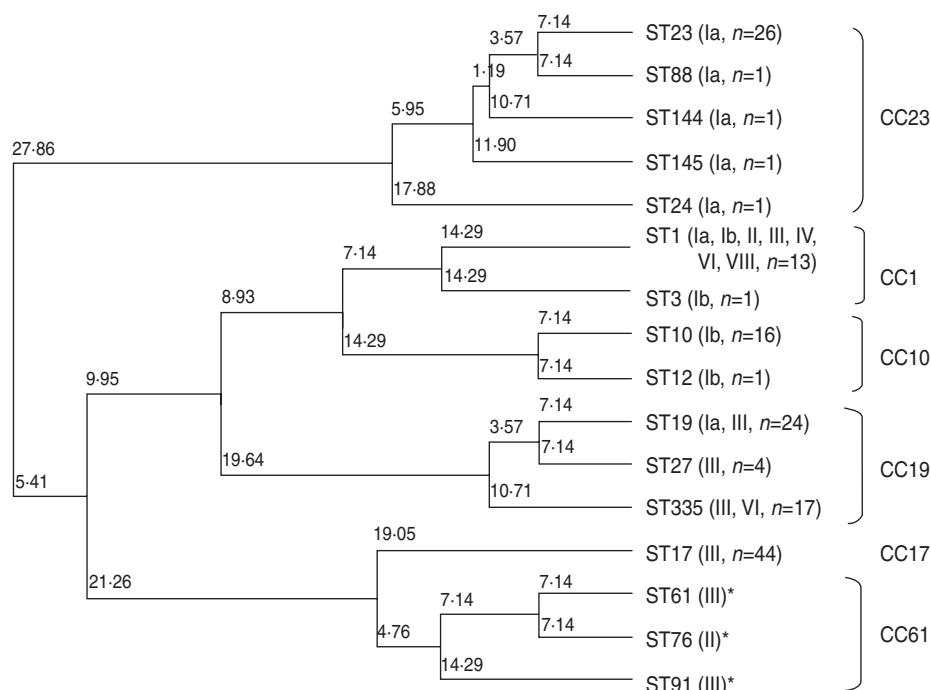 7·14
3·57
ST23 (Ia, n=26)
7·14
1·19
ST88 (Ia, n=1)
10·71
5·95
ST144 (Ia, n=1)
CC23
11·90
27·86
ST145 (Ia, n=1)
17·88
ST24 (Ia, n=1)
14·29
ST1 (Ia, Ib, II, III, IV,
VI, VIII, n=13)
7·14
14·29
CC1
8·93
ST3 (Ib, n=1)
7·14
14·29
ST10 (Ib, n=16)
CC10
7·14
9·95
ST12 (Ib, n=1)
7·14
3·57
ST19 (Ia, III, n=24)
7·14
19·64
ST27 (III, n=4)
CC19
5·41
10·71
ST335 (III, VI, n=17)
19·05
ST17 (III, n=44)
CC17
21·26
7·14
7·14
ST61 (III)*
4·76
7·14
ST76 (II)*
CC61
14·29
ST91 (III)*